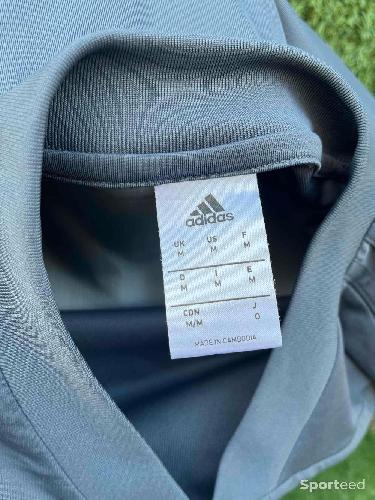 adidas
UK US F
M M M
D I E
M M M
CDN J
M/M O
MADE IN CAMBODIA
Sporteed